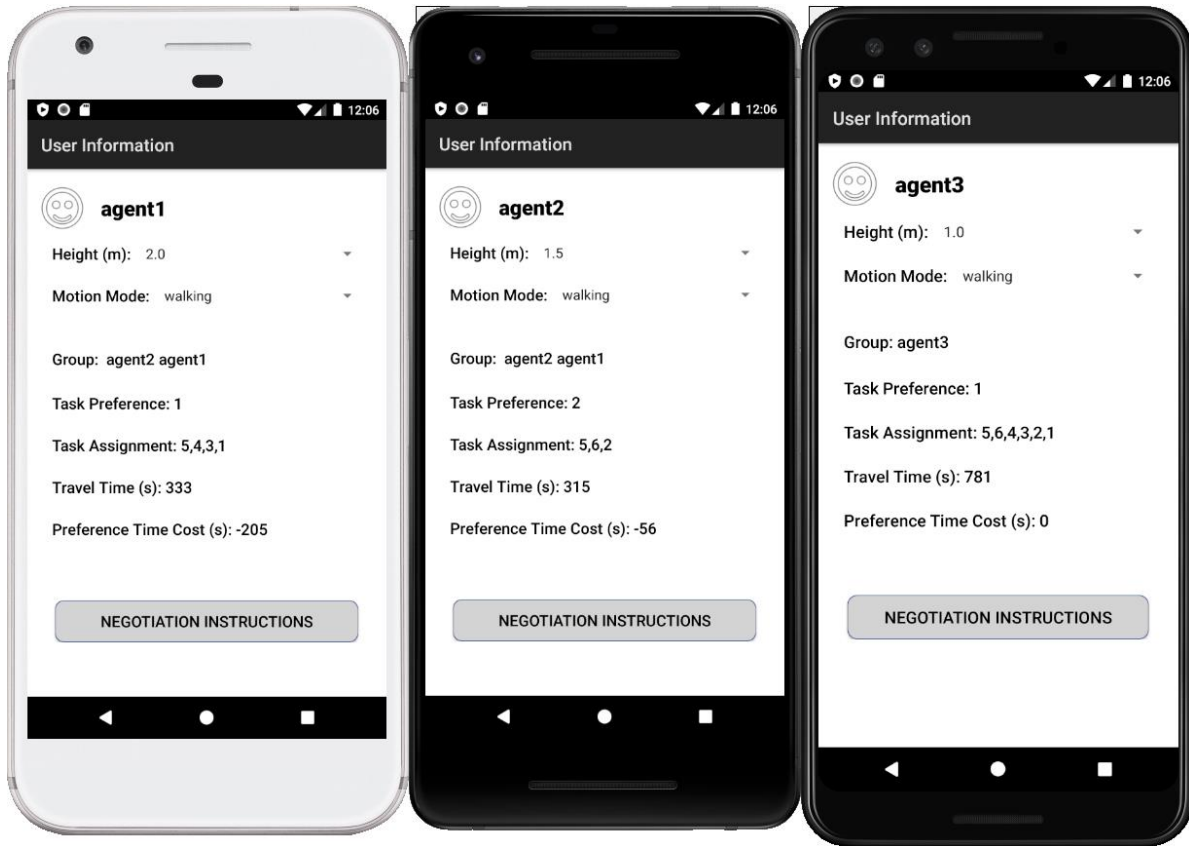 12:06
User Information
agent1
Height (m): 2.0
Motion Mode: walking
Group: agent2 agent1
Task Preference: 1
Task Assignment: 5,4,3,1
Travel Time (s): 333
Preference Time Cost (s): -205
NEGOTIATION INSTRUCTIONS
12:06
User Information
agent2
Height (m): 1.5
Motion Mode: walking
Group: agent2 agent1
Task Preference: 2
Task Assignment: 5,6,2
Travel Time (s): 315
Preference Time Cost (s): -56
NEGOTIATION INSTRUCTIONS
12:06
User Information
agent3
Height (m): 1.0
Motion Mode: walking
Group: agent3
Task Preference: 1
Task Assignment: 5,6,4,3,2,1
Travel Time (s): 781
Preference Time Cost (s): 0
NEGOTIATION INSTRUCTIONS